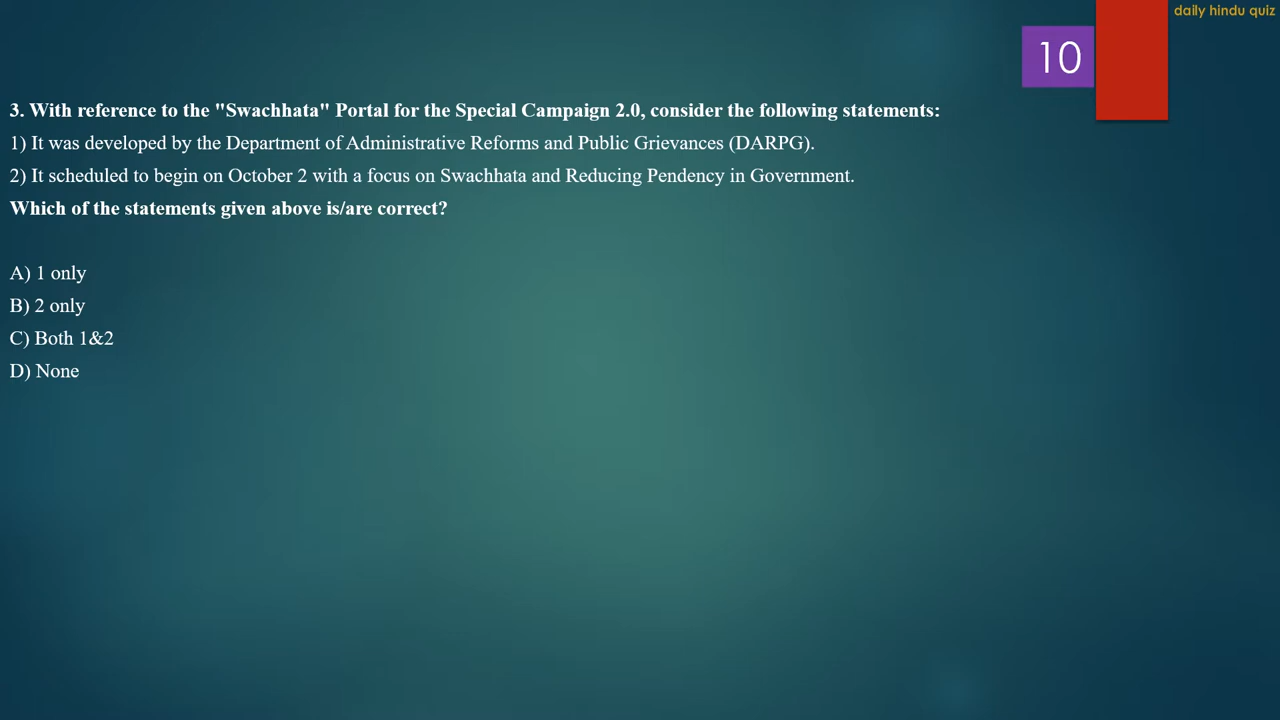 daily hindu quiz
10
3. With reference to the "Swachhata" Portal for the Special Campaign 2.0, consider the following statements:
1) It was developed by the Department of Administrative Reforms and Public Grievances (DARPG).
2) It scheduled to begin on October 2 with a focus on Swachhata and Reducing Pendency in Government.
Which of the statements given above is/are correct?
A) 1 only
B) 2 only
C) Both 1&2
D) None